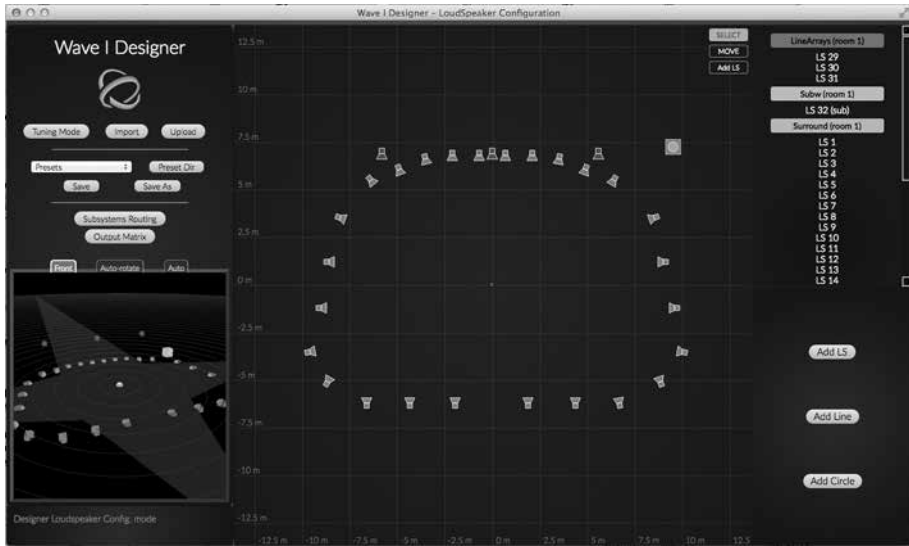 Wave I Designer - LoudSpeaker Configuration
Wave I Designer
Tuning Mode Import Upload
Presets Preset Dir
Save Save As
Subsystems Routing
Output Matrix
Front Auto-rotate Auto
Designer Loudspeaker Config. mode
12.5 m
10 m
7.5 m
5 m
2.5 m
0 m
-2.5 m
-5 m
-7.5 m
-10 m
-12.5 m
-12.5 m -10 m -7.5 m -5 m -2.5 m 0 m 2.5 m 5 m 7.5 m 10 m 12.5 m
SELECT
MOVE
Add LS
LineArrays (room 1)
LS 29
LS 30
LS 31
Subw (room 1)
LS 32 (sub)
Surround (room 1)
LS 1
LS 2
LS 3
LS 4
LS 5
LS 6
LS 7
LS 8
LS 9
LS 10
LS 11
LS 12
LS 13
LS 14
Add LS
Add Line
Add Circle